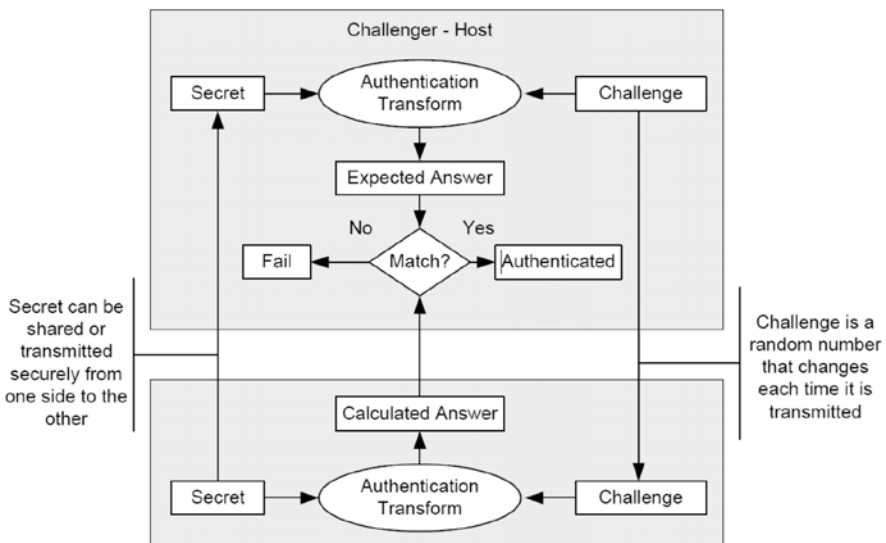 Challenger - Host
Secret
Authentication
Transform
Challenge
Expected Answer
No
Yes
Fail
Match?
Authenticated
Secret can be
shared or
transmitted
securely from
one side to the
other
Challenge is a
random number
that changes
each time it is
transmitted
Calculated Answer
Secret
Authentication
Transform
Challenge